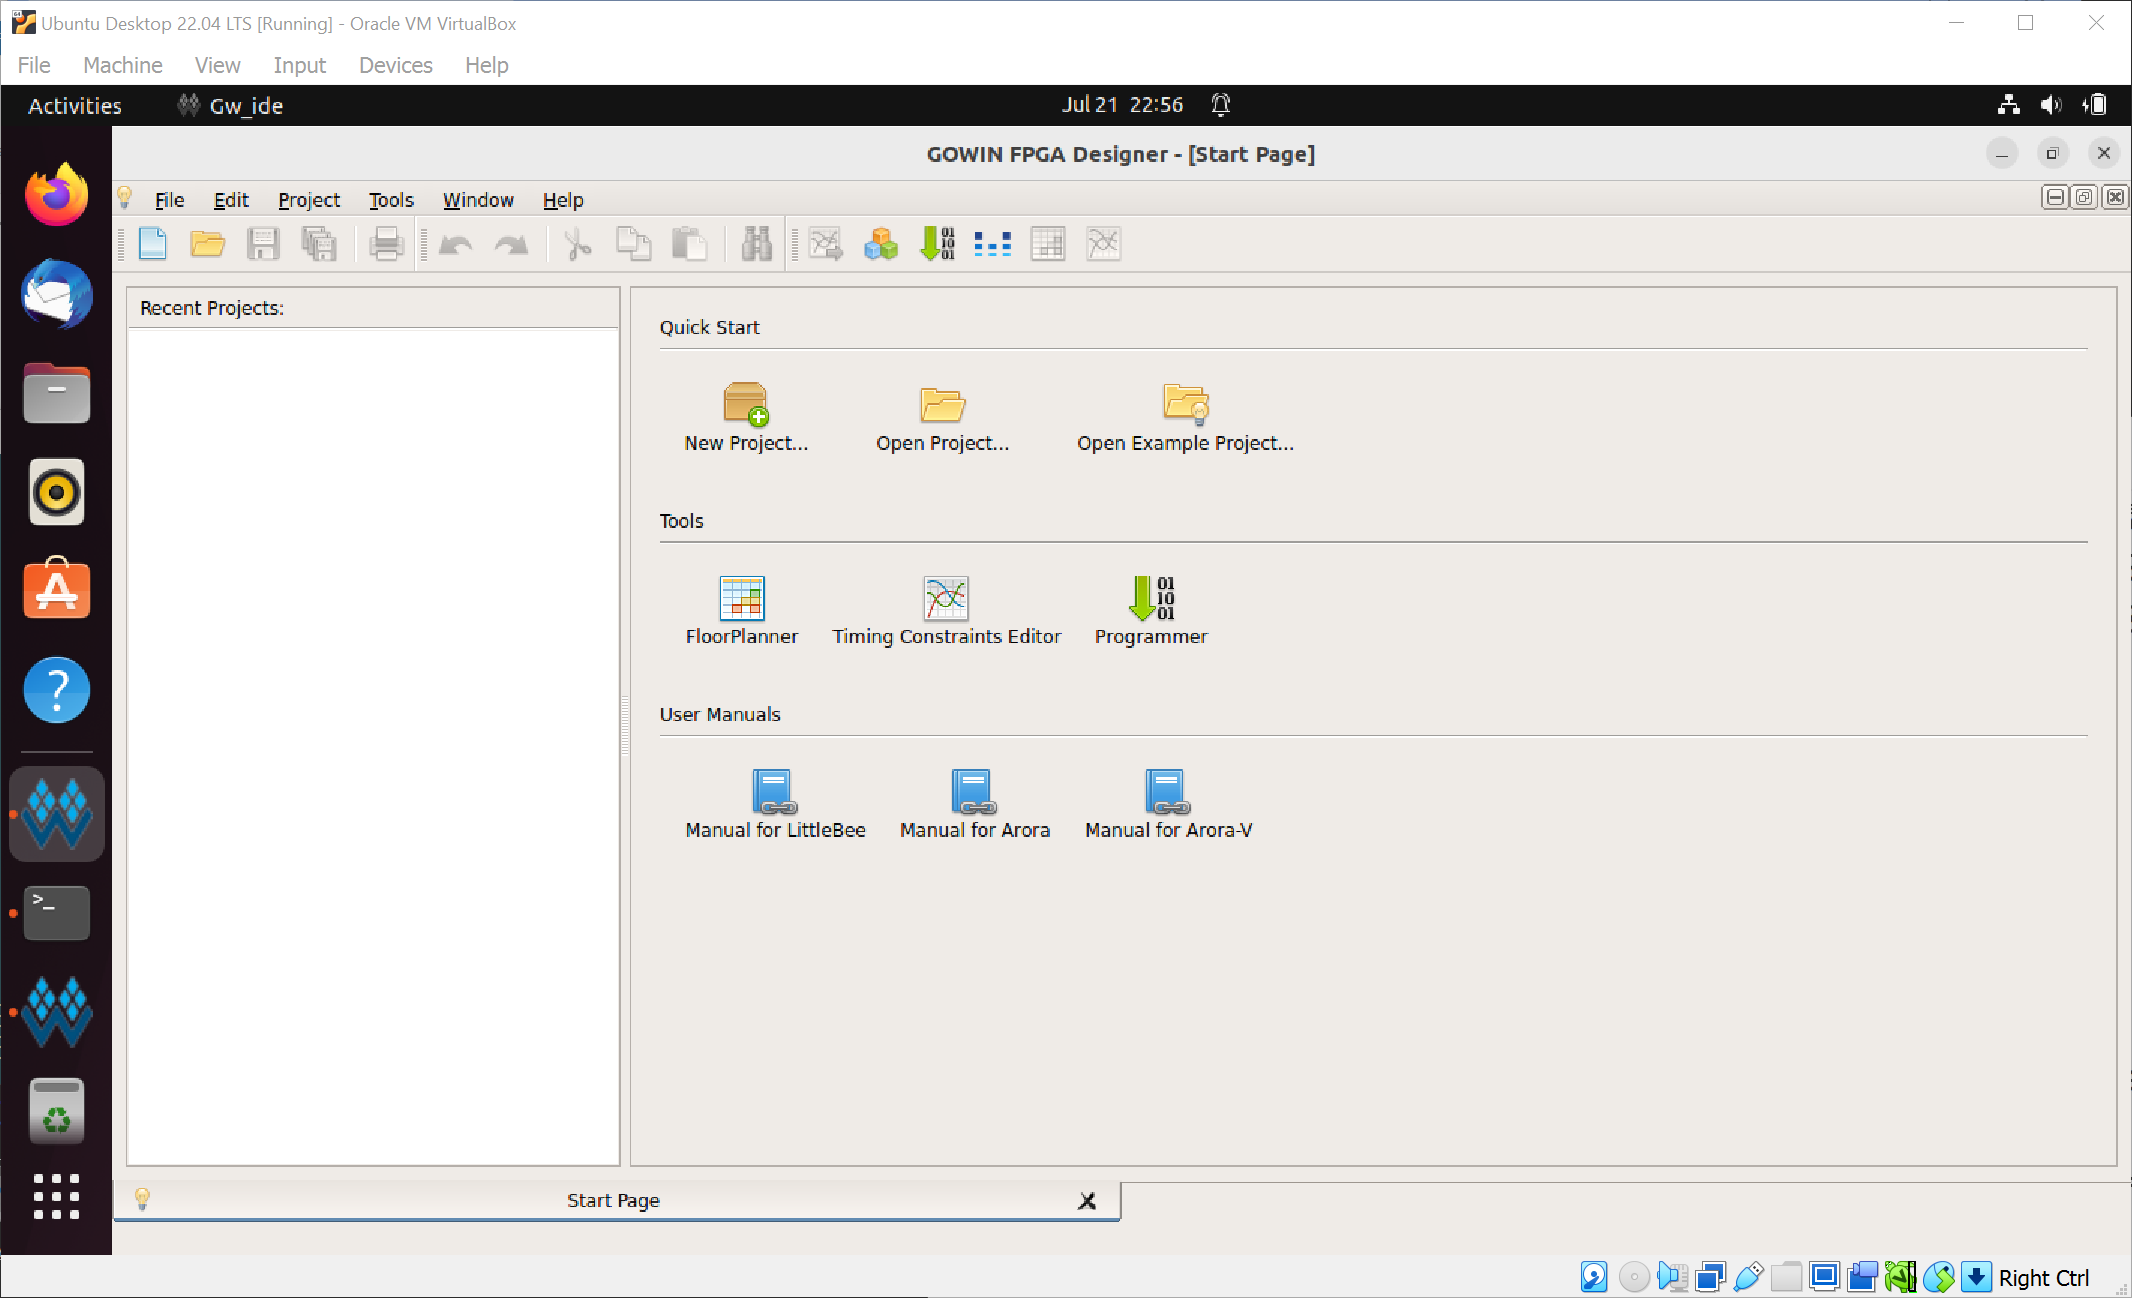 Ubuntu Desktop 22.04 LTS [Running] - Oracle VM VirtualBox
File Machine View Input Devices Help
Activities Gw_ide Jul 21 22:56
GOWIN FPGA Designer - [Start Page]
File Edit Project Tools Window Help
Recent Projects:
Quick Start
New Project... Open Project... Open Example Project...
Tools
FloorPlanner Timing Constraints Editor Programmer
User Manuals
Manual for LittleBee Manual for Arora Manual for Arora-V
Start Page
Right Ctrl